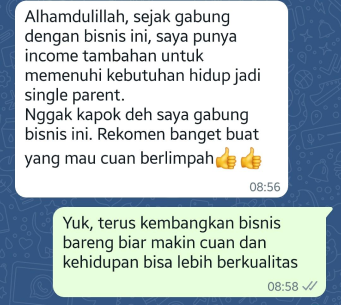 Alhamdulillah, sejak gabung
dengan bisnis ini, saya punya
income tambahan untuk
memenuhi kebutuhan hidup jadi
single parent.
Nggak kapok deh saya gabung
bisnis ini. Rekomen banget buat
yang mau cuan berlimpah👍👍
08:56
Yuk, terus kembangkan bisnis
bareng biar makin cuan dan
kehidupan bisa lebih berkualitas
08:58